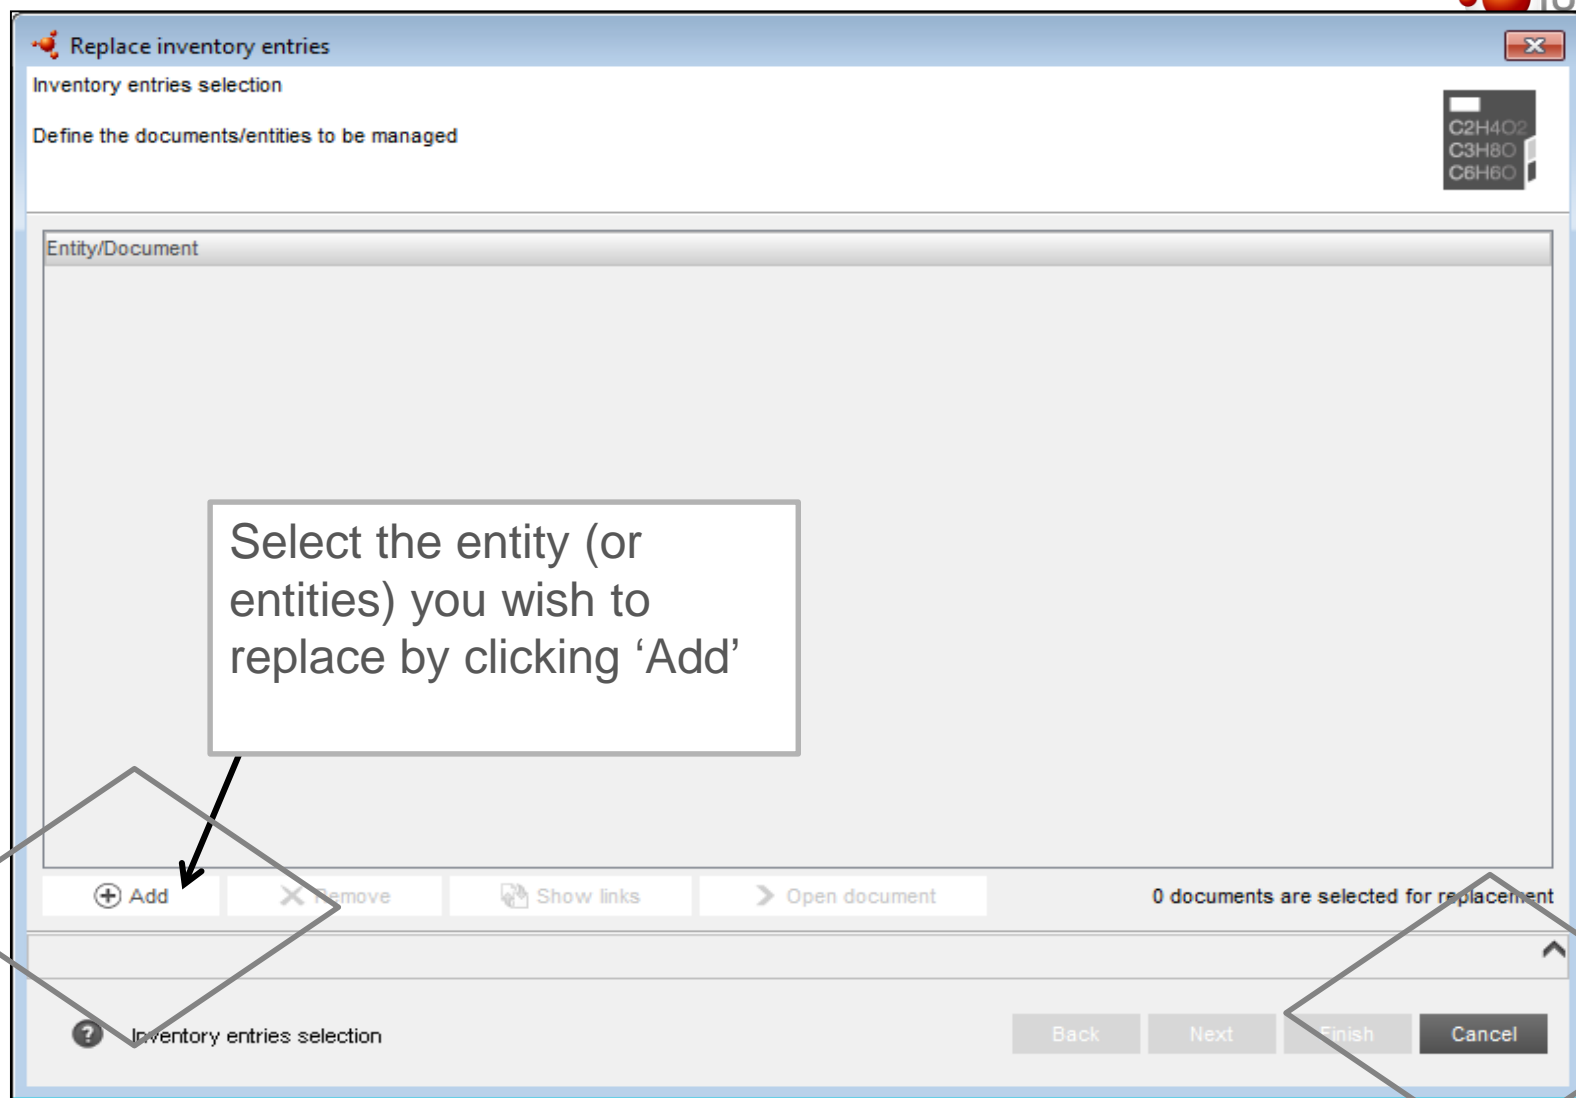 Replace inventory entries
Inventory entries selection
Define the documents/entities to be managed
C2H4O2
C3H8O
C6H6O
Entity/Document
Select the entity (or
entities) you wish to
replace by clicking ‘Add’
Add Remove Show links Open document 0 documents are selected for replacement
Inventory entries selection Back Next Finish Cancel